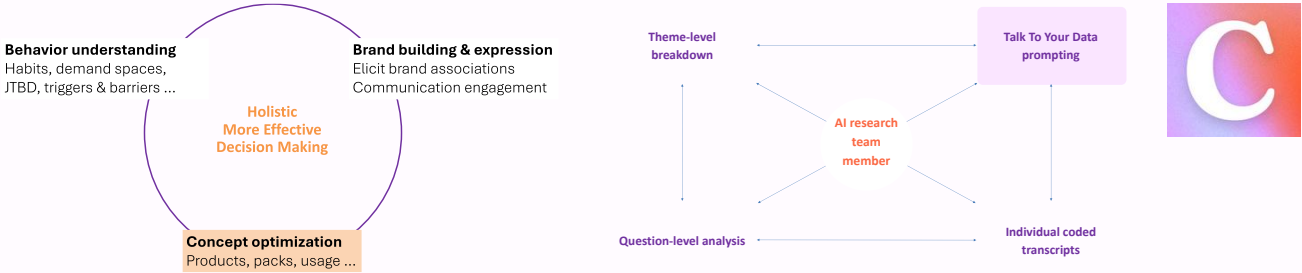 Behavior understanding
Habits, demand spaces,
JTBD, triggers & barriers ...
Brand building & expression
Elicit brand associations
Communication engagement
Holistic
More Effective
Decision Making
Concept optimization
Products, packs, usage ...
Theme-level
breakdown
Talk To Your Data
prompting
AI research
team
member
Question-level analysis
Individual coded
transcripts
C